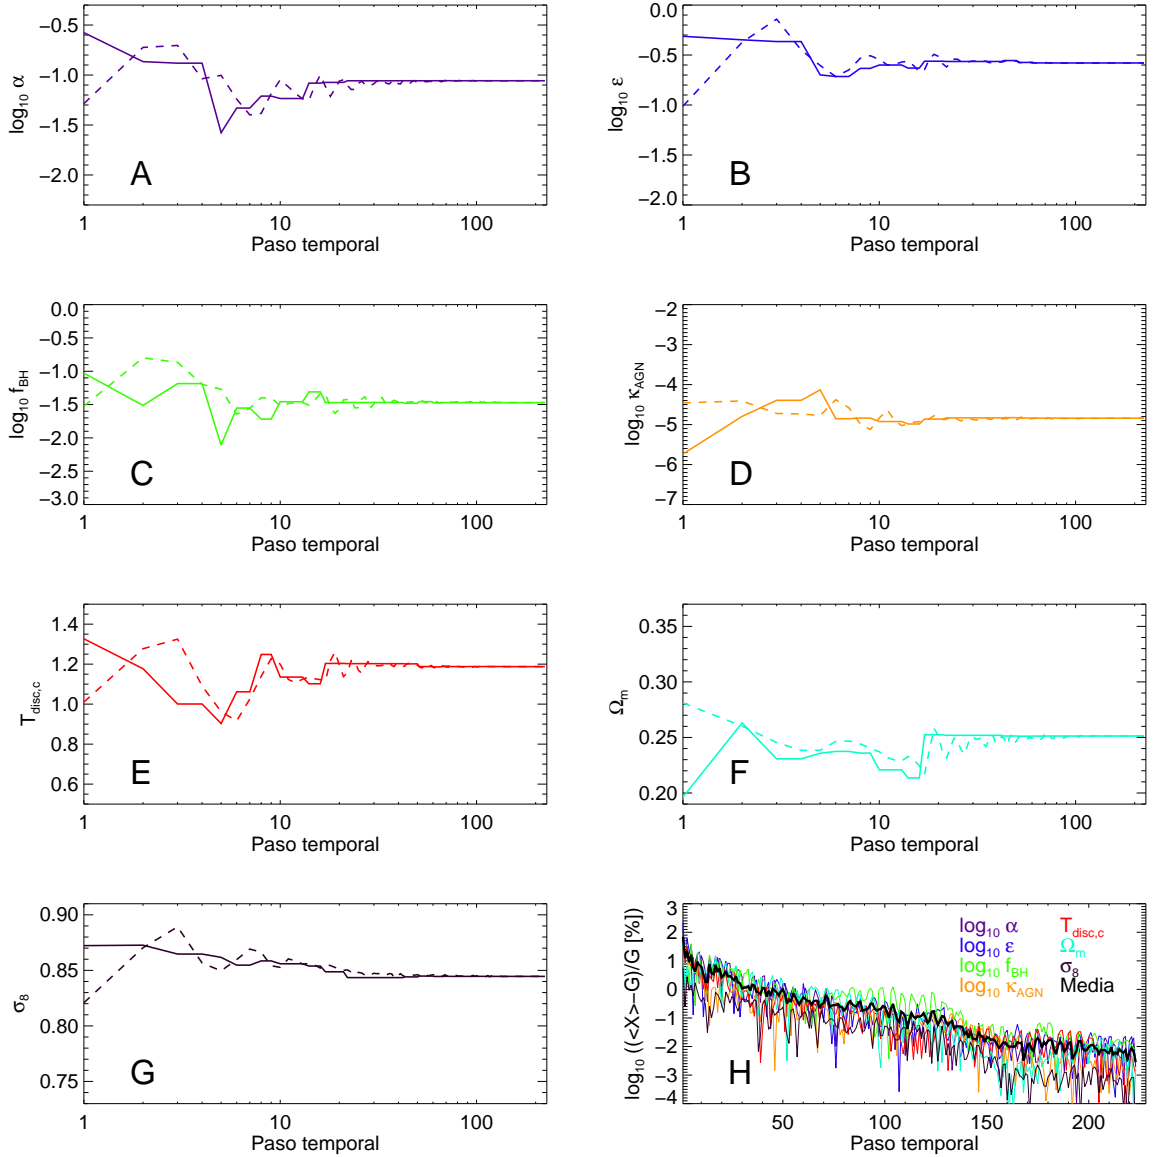 −0.5
−1.0
−1.5
−2.0
log10 α
A
1 10 100
Paso temporal
0.0
−0.5
−1.0
−1.5
−2.0
log10 ε
B
1 10 100
Paso temporal
0.0
−0.5
−1.0
−1.5
−2.0
−2.5
−3.0
log10 fBH
C
1 10 100
Paso temporal
−2
−3
−4
−5
−6
−7
log10 κAGN
D
1 10 100
Paso temporal
1.4
1.2
1.0
0.8
0.6
Tdisc,c
E
1 10 100
Paso temporal
0.35
0.30
0.25
0.20
Ωm
F
1 10 100
Paso temporal
0.90
0.85
0.80
0.75
σ8
G
1 10 100
Paso temporal
3
2
1
0
−1
−2
−3
−4
log10 ((<X>−G)/G [%])
log10 α Tdisc,c
log10 ε Ωm
log10 fBH σ8
log10 κAGN Media
H
50 100 150 200
Paso temporal